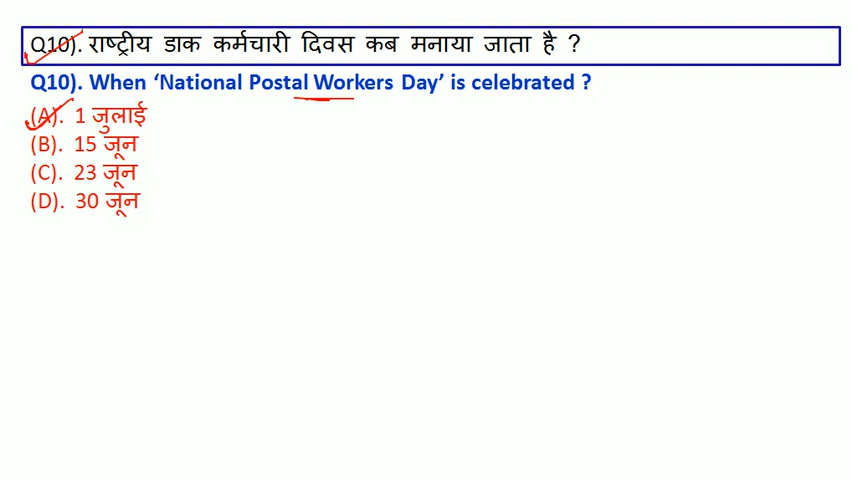 Q10). राष्ट्रीय डाक कर्मचारी दिवस कब मनाया जाता है ?
Q10). When ‘National Postal Workers Day’ is celebrated ?
(A). 1 जुलाई
(B). 15 जून
(C). 23 जून
(D). 30 जून